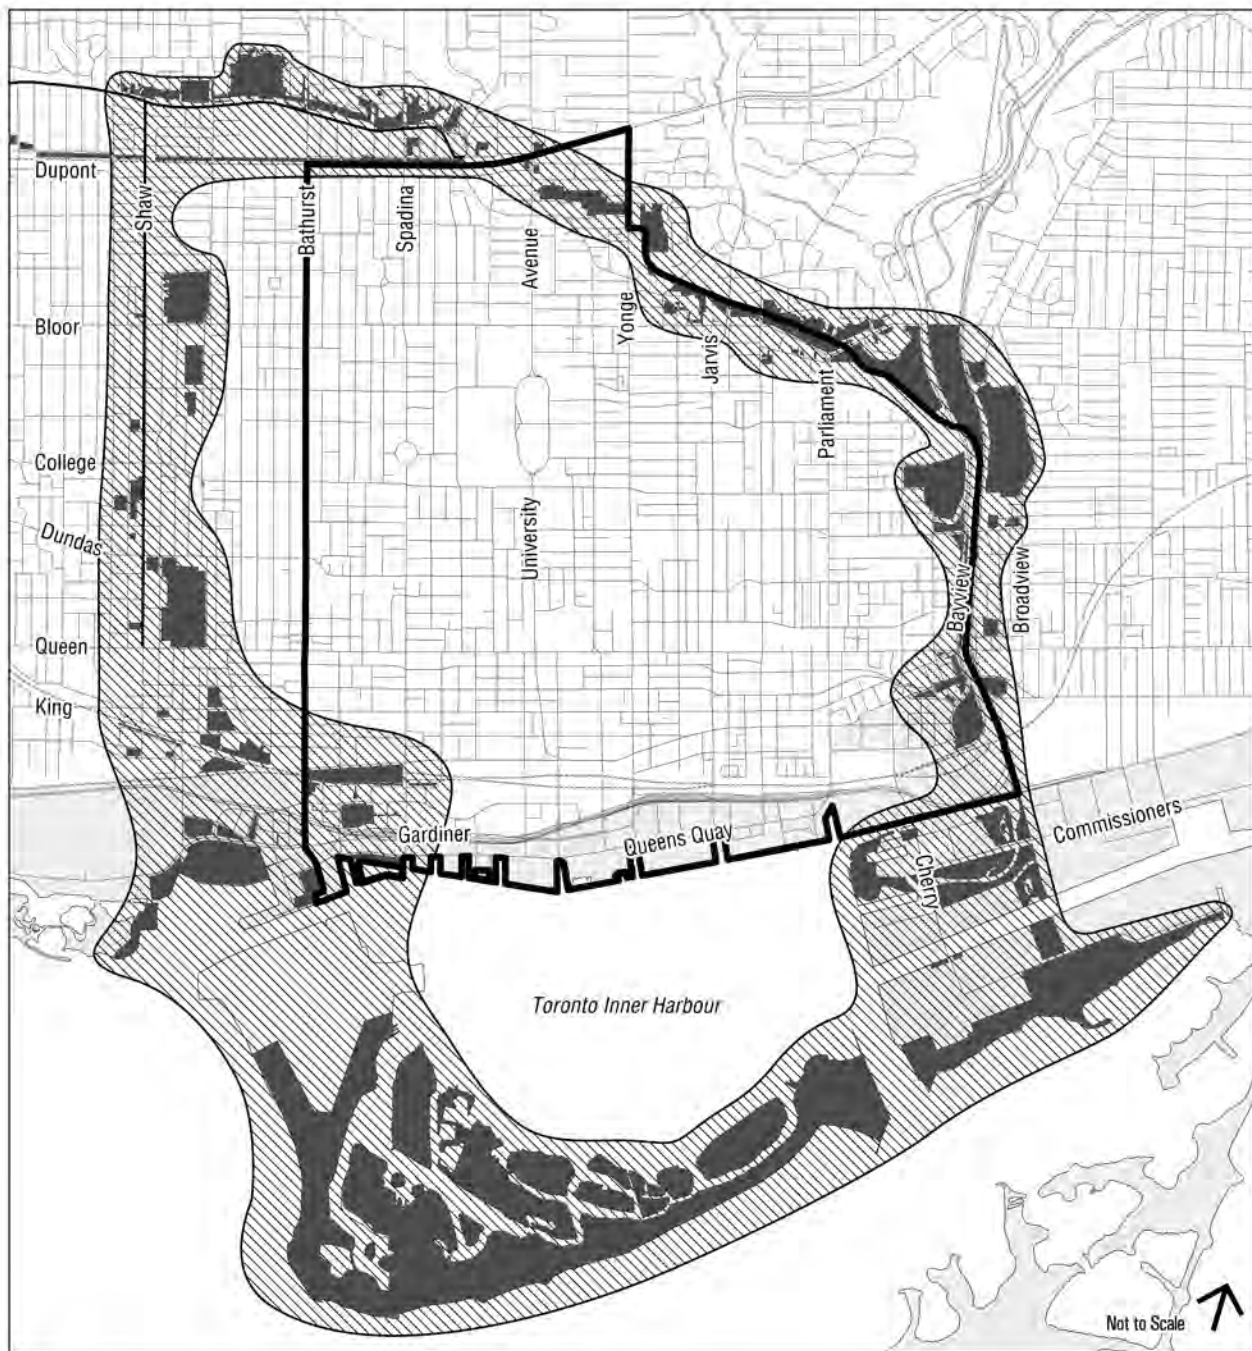 Dupont
Shaw
Bathurst
Spadina
Avenue
Yonge
Bloor
Jarvis
Parliament
College
University
Dundas
Bayview
Broadview
Queen
King
Gardiner
Queens Quay
Commissioners
Cherry
Toronto Inner Harbour
Not to Scale